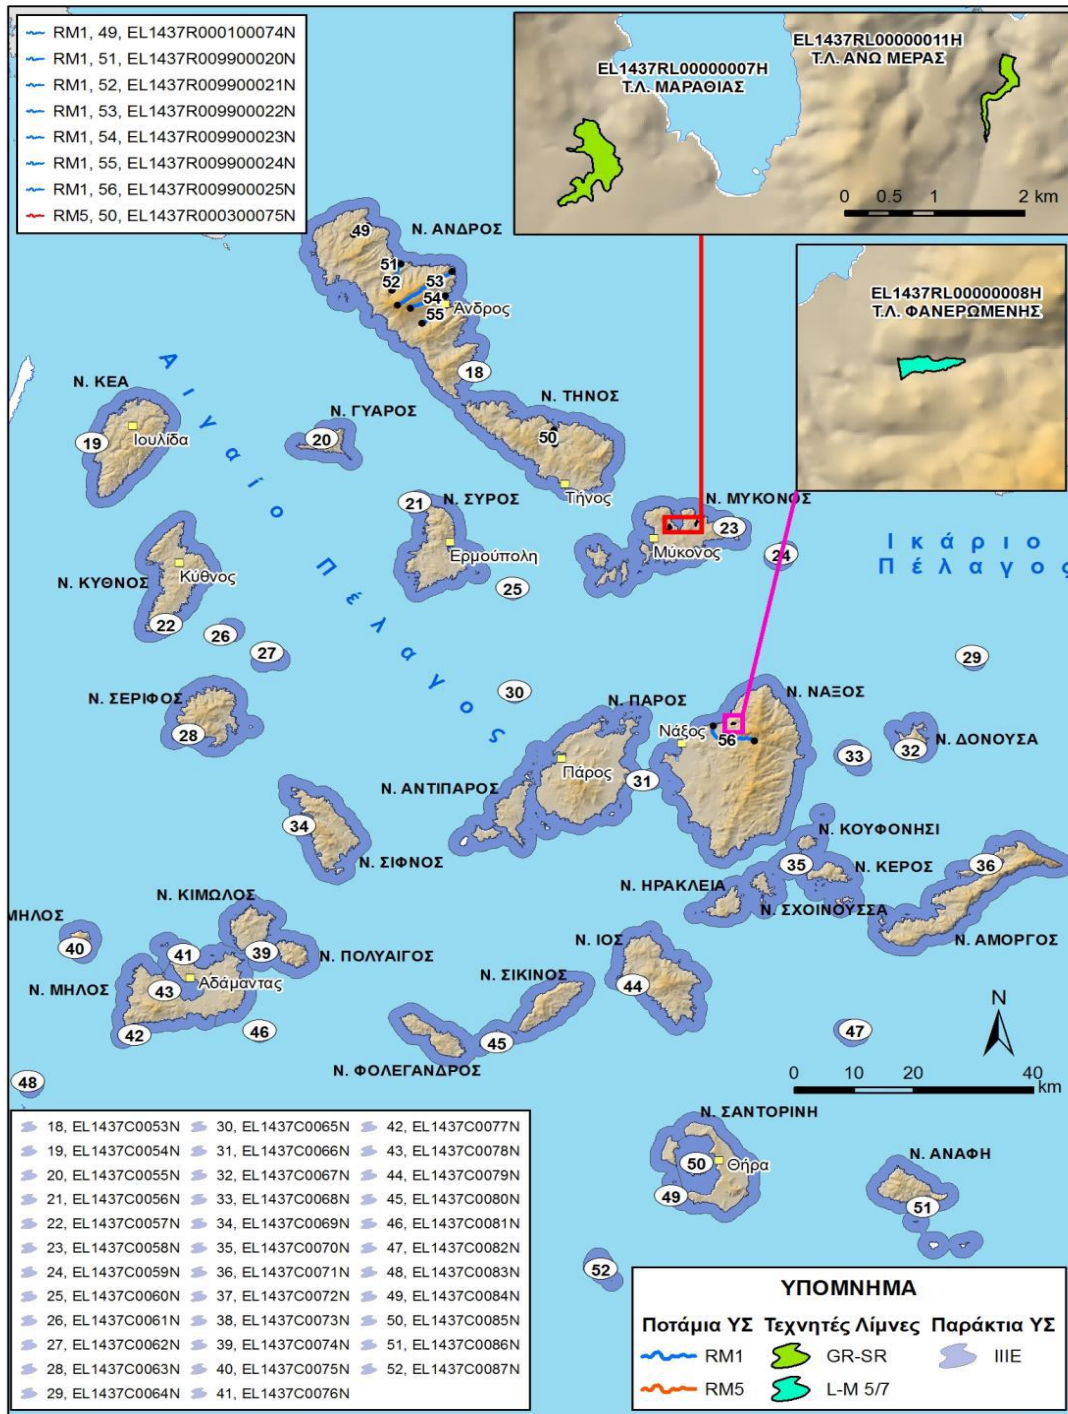 RM1, 49, EL1437R000100074N
RM1, 51, EL1437R009900020N
RM1, 52, EL1437R009900021N
RM1, 53, EL1437R009900022N
RM1, 54, EL1437R009900023N
RM1, 55, EL1437R009900024N
RM1, 56, EL1437R009900025N
RM5, 50, EL1437R000300075N
EL1437RL00000011H
Τ.Λ. ΑΝΩ ΜΕΡΑΣ
EL1437RL00000007H
Τ.Λ. ΜΑΡΑΘΙΑΣ
0 0.5 1 2 km
EL1437RL00000008H
Τ.Λ. ΦΑΝΕΡΩΜΕΝΗΣ
49
Ν. ΑΝΔΡΟΣ
51
52
53
54
55
Άνδρος
18
Αιγαίο Πέλαγος
Ν. ΚΕΑ
19
Ιουλίδα
Ν. ΓΥΑΡΟΣ
20
Ν. ΤΗΝΟΣ
50
Τήνος
21
Ν. ΣΥΡΟΣ
Ερμούπολη
25
Ν. ΜΥΚΟΝΟΣ
23
Μύκονος
24
Ικάριο
Πέλαγος
Ν. ΚΥΘΝΟΣ
Κύθνος
22
26
27
29
30
Ν. ΣΕΡΙΦΟΣ
28
Ν. ΠΑΡΟΣ
Πάρος
31
Ν. ΝΑΞΟΣ
Νάξος
56
33
32
Ν. ΔΟΝΟΥΣΑ
Ν. ΑΝΤΙΠΑΡΟΣ
34
Ν. ΣΙΦΝΟΣ
Ν. ΚΟΥΦΟΝΗΣΙ
35
Ν. ΚΕΡΟΣ
36
Ν. ΗΡΑΚΛΕΙΑ
Ν. ΣΧΟΙΝΟΥΣΣΑ
Ν. ΑΜΟΡΓΟΣ
Ν. ΚΙΜΩΛΟΣ
ΜΗΛΟΣ
40
41
39
Ν. ΠΟΛΥΑΙΓΟΣ
Ν. ΜΗΛΟΣ
43
Αδάμαντας
42
46
Ν. ΙΟΣ
44
Ν. ΣΙΚΙΝΟΣ
45
Ν. ΦΟΛΕΓΑΝΔΡΟΣ
47
48
N
0 10 20 40
km
Ν. ΣΑΝΤΟΡΙΝΗ
50
Θήρα
49
Ν. ΑΝΑΦΗ
51
52
18, EL1437C0053N
19, EL1437C0054N
20, EL1437C0055N
21, EL1437C0056N
22, EL1437C0057N
23, EL1437C0058N
24, EL1437C0059N
25, EL1437C0060N
26, EL1437C0061N
27, EL1437C0062N
28, EL1437C0063N
29, EL1437C0064N
30, EL1437C0065N
31, EL1437C0066N
32, EL1437C0067N
33, EL1437C0068N
34, EL1437C0069N
35, EL1437C0070N
36, EL1437C0071N
37, EL1437C0072N
38, EL1437C0073N
39, EL1437C0074N
40, EL1437C0075N
41, EL1437C0076N
42, EL1437C0077N
43, EL1437C0078N
44, EL1437C0079N
45, EL1437C0080N
46, EL1437C0081N
47, EL1437C0082N
48, EL1437C0083N
49, EL1437C0084N
50, EL1437C0085N
51, EL1437C0086N
52, EL1437C0087N
ΥΠΟΜΝΗΜΑ
Ποτάμια ΥΣ Τεχνητές Λίμνες Παράκτια ΥΣ
RM1 GR-SR IIIE
RM5 L-M 5/7